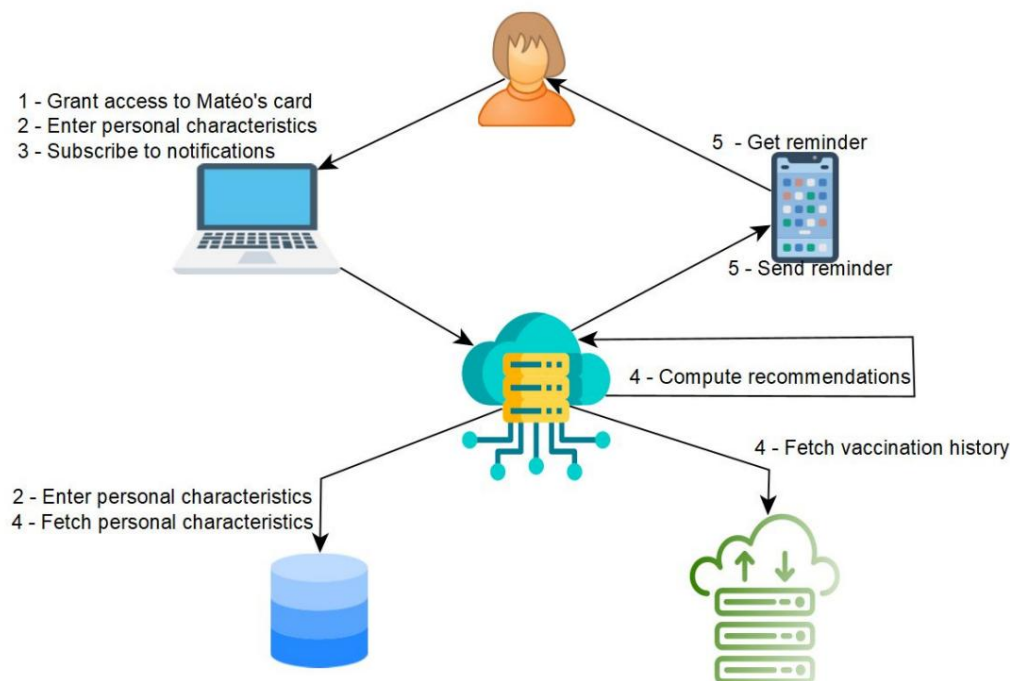 1 - Grant access to Matéo's card
2 - Enter personal characteristics
3 - Subscribe to notifications
5 - Get reminder
5 - Send reminder
4 - Compute recommendations
4 - Fetch vaccination history
2 - Enter personal characteristics
4 - Fetch personal characteristics